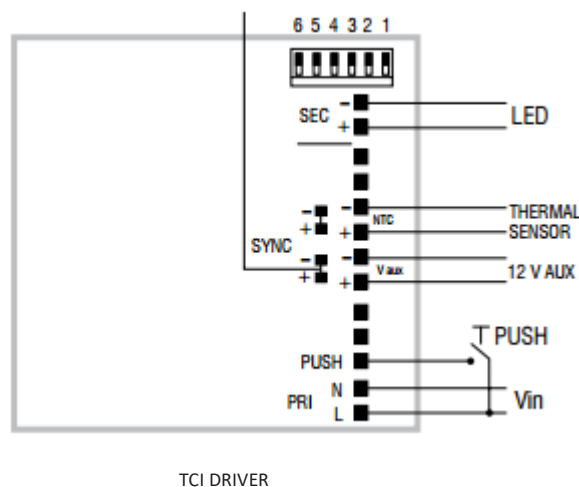 6 5 4 3 2 1
SEC - LED
+
- - NTC THERMAL
+ + SENSOR
SYNC
- - V aux 12 V AUX
+ +
PUSH
PUSH
PRI N Vin
L
TCI DRIVER